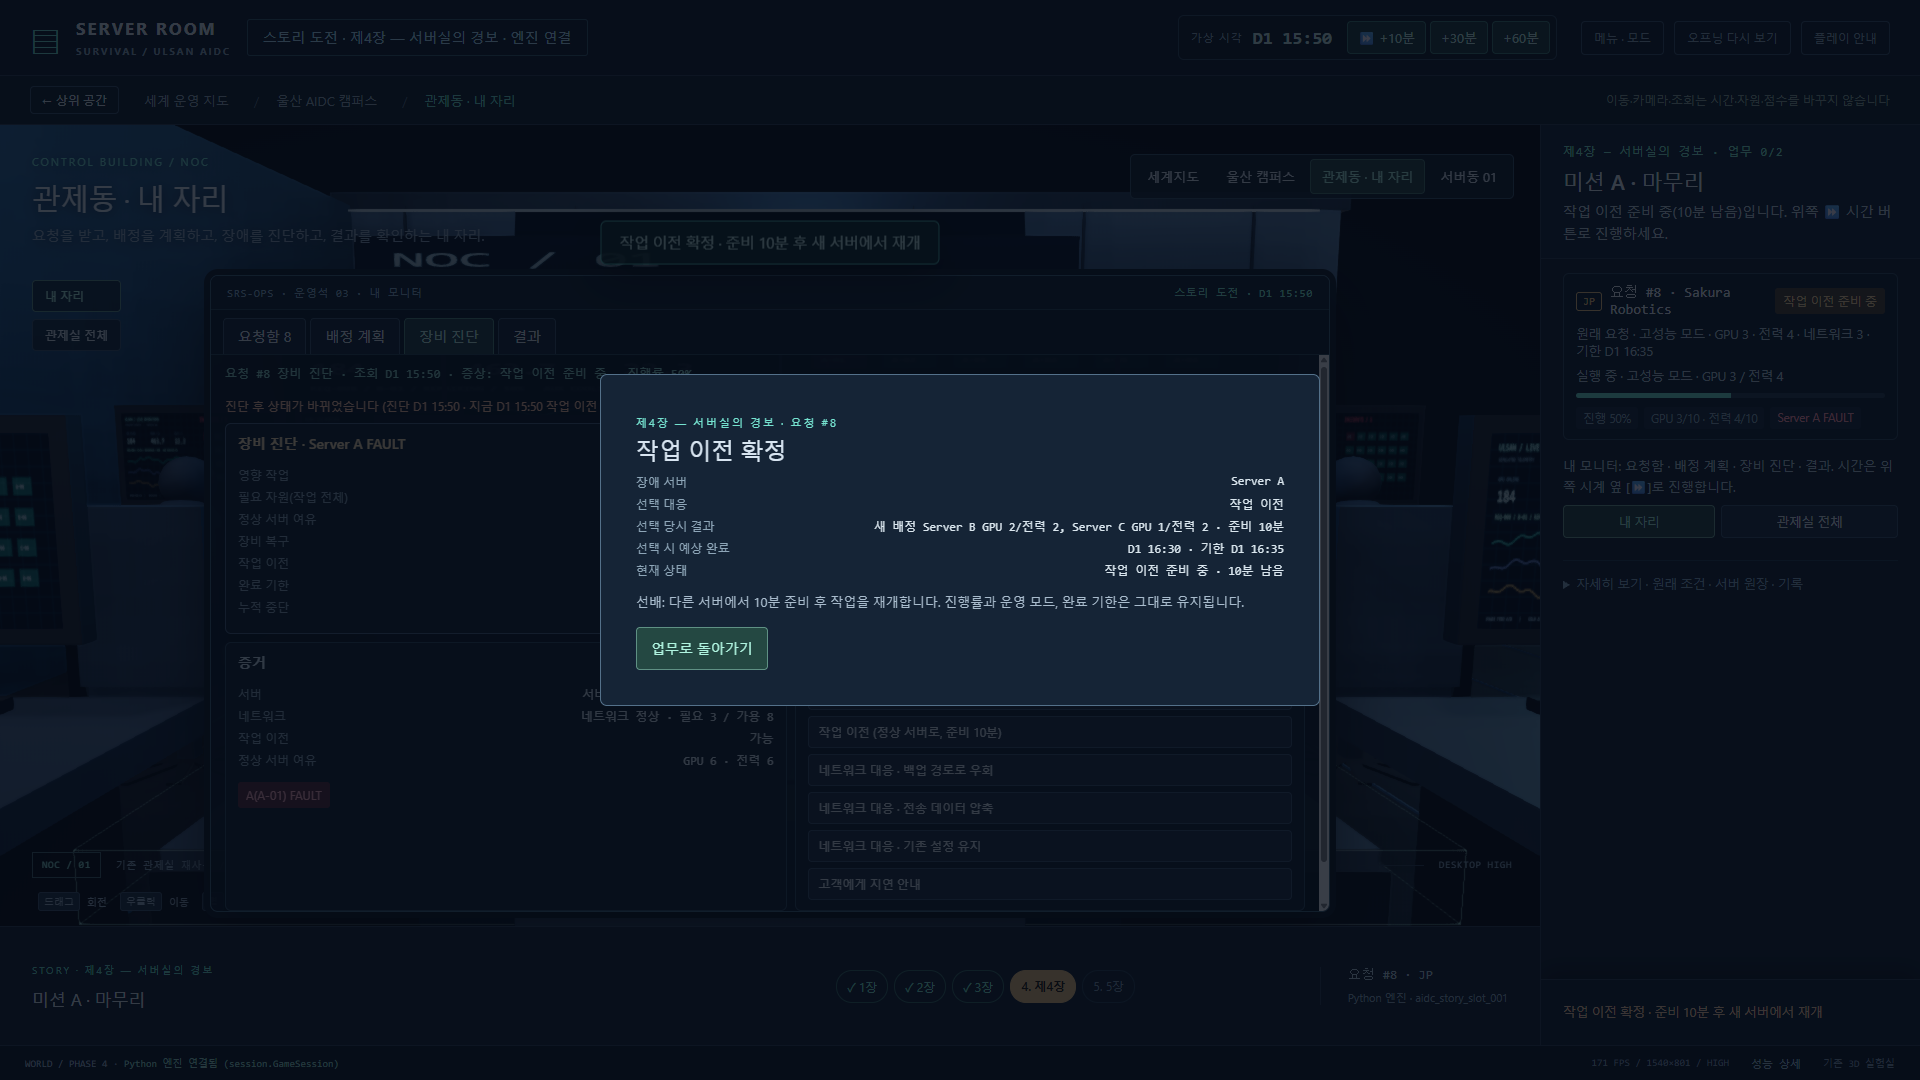 SERVER ROOM
SURVIVAL / ULSAN AIDC
스토리 도전 · 제4장 — 서버실의 경보 · 엔진 연결
가상 시각 D1 15:50 ⏩ +10분 +30분 +60분
메뉴 · 모드 오프닝 다시 보기 플레이 안내
← 상위 공간 세계 운영 지도 / 울산 AIDC 캠퍼스 / 관제동 · 내 자리
이동·카메라·조회는 시간·자원·점수를 바꾸지 않습니다
CONTROL BUILDING / NOC
관제동 · 내 자리
요청을 받고, 배정을 계획하고, 장애를 진단하고, 결과를 확인하는 내 자리.
세계지도 울산 캠퍼스 관제동 · 내 자리 서버동 01
작업 이전 확정 · 준비 10분 후 새 서버에서 재개
NOC / 01
내 자리
관제실 전체
SRS-OPS · 운영석 03 · 내 모니터
스토리 도전 · D1 15:50
요청함 8 배정 계획 장비 진단 결과
요청 #8 장비 진단 · 조회 D1 15:50 · 증상: 작업 이전 준비 중 진행률 50%
진단 후 상태가 바뀌었습니다 (진단 D1 15:50 · 지금 D1 15:50 작업 이전
장비 진단 · Server A FAULT
영향 작업
필요 자원(작업 전체)
정상 서버 여유
장비 복구
작업 이전
완료 기한
누적 중단
증거
서버
네트워크 네트워크 정상 · 필요 3 / 가용 8
작업 이전 가능
정상 서버 여유 GPU 6 · 전력 6
A(A-01) FAULT
제4장 — 서버실의 경보 · 요청 #8
작업 이전 확정
장애 서버 Server A
선택 대응 작업 이전
선택 당시 결과 새 배정 Server B GPU 2/전력 2, Server C GPU 1/전력 2 · 준비 10분
선택 시 예상 완료 D1 16:30 · 기한 D1 16:35
현재 상태 작업 이전 준비 중 · 10분 남음
선배: 다른 서버에서 10분 준비 후 작업을 재개합니다. 진행률과 운영 모드, 완료 기한은 그대로 유지됩니다.
업무로 돌아가기
작업 이전 (정상 서버로, 준비 10분)
네트워크 대응 · 백업 경로로 우회
네트워크 대응 · 전송 데이터 압축
네트워크 대응 · 기존 설정 유지
고객에게 지연 안내
NOC / 01 기존 관제실
드래그 회전 우클릭 이동
DESKTOP HIGH
제4장 — 서버실의 경보 · 업무 0/2
미션 A · 마무리
작업 이전 준비 중(10분 남음)입니다. 위쪽 ⏩ 시간 버
튼로 진행하세요.
JP 요청 #8 · Sakura
Robotics
작업 이전 준비 중
원래 요청 · 고성능 모드 · GPU 3 · 전력 4 · 네트워크 3 ·
기한 D1 16:35
실행 중 · 고성능 모드 · GPU 3 / 전력 4
진행 50% GPU 3/10 · 전력 4/10 Server A FAULT
내 모니터: 요청함 · 배정 계획 · 장비 진단 · 결과. 시간은 위
쪽 시계 옆 [⏩]로 진행합니다.
내 자리 관제실 전체
▶ 자세히 보기 · 원래 조건 · 서버 원장 · 기록
STORY · 제4장 — 서버실의 경보
미션 A · 마무리
✓ 1장 ✓ 2장 ✓ 3장 4. 제4장 5. 5장
요청 #8 · JP
Python 엔진 · aidc_story_slot_001
작업 이전 확정 · 준비 10분 후 새 서버에서 재개
WORLD / PHASE 4 · Python 엔진 연결됨 (session.GameSession)
171 FPS / 1540×801 / HIGH 성능 상세 기존 3D 실험실